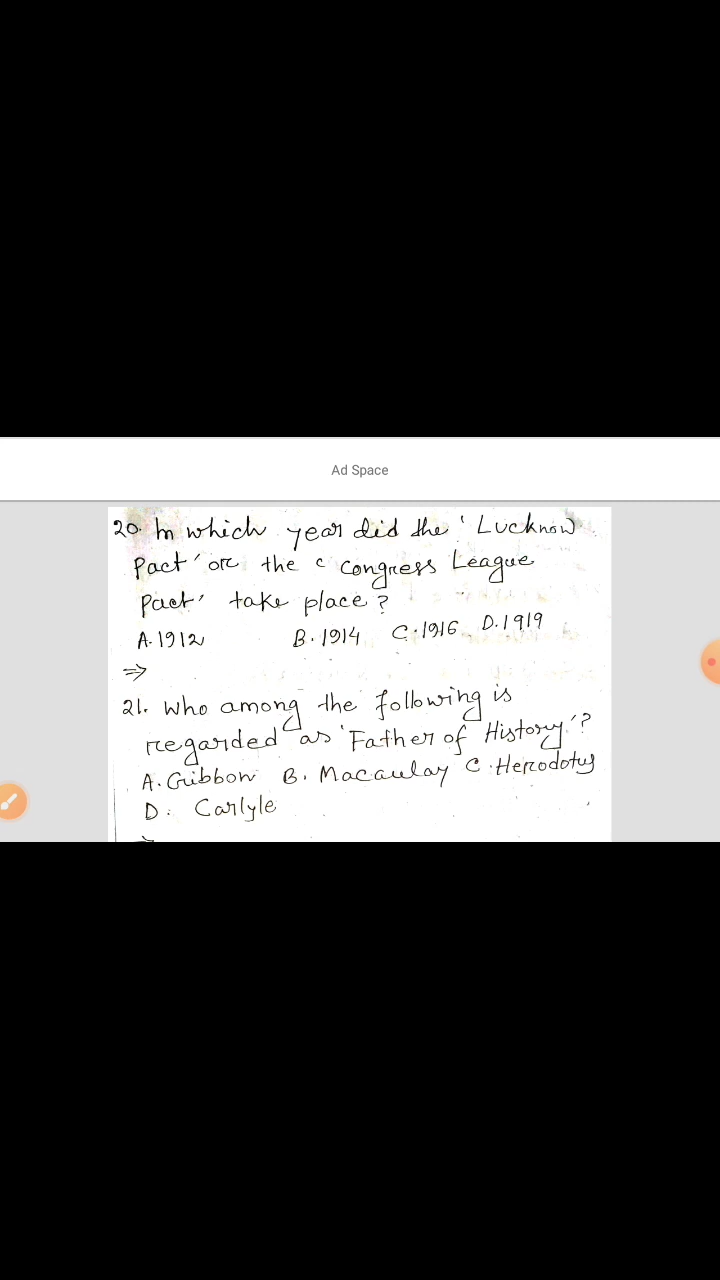 Ad Space
20. In which year did the 'Lucknow
Pact' or the ' Congress League
Pact' take place?
A. 1912 B. 1914 C. 1916 D. 1919
⇒
21. Who among the following is
regarded as 'Father of History'?
A. Gibbon B. Macaulay C. Herodotus
D. Carlyle